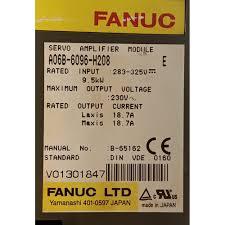 FANUC
SERVO AMPLIFIER MODULE
A06B-6096-H208 E
RATED INPUT 283-325V
9.5kW
MAXIMUM OUTPUT VOLTAGE
230V~
RATED OUTPUT CURRENT
Laxis 18.7A
Maxis 18.7A
MANUAL No. B-65162
STANDARD DIN VDE 0160
V01301847
FANUC LTD
Yamanashi 401-0597 JAPAN
MADE IN JAPAN